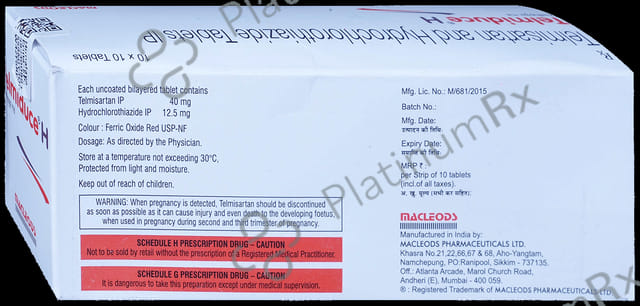 Telmiduce® H
Rx
Telmisartan and Hydrochlorothiazide Tablets IP
10 x 10 Tablets
Telmiduce® H
Each uncoated bilayered tablet contains
Telmisartan IP 40 mg
Hydrochlorothiazide IP 12.5 mg
Colour : Ferric Oxide Red USP-NF
Dosage: As directed by the Physician.
Store at a temperature not exceeding 30°C,
Protected from light and moisture.
Keep out of reach of children.
WARNING: When pregnancy is detected, Telmisartan should be discontinued
as soon as possible as it can cause injury and even death to the developing foetus,
when used in pregnancy during second and third trimester of pregnancy.
SCHEDULE H PRESCRIPTION DRUG – CAUTION
Not to be sold by retail without the prescription of a Registered Medical Practitioner.
SCHEDULE G PRESCRIPTION DRUG – CAUTION
It is dangerous to take this preparation except under medical supervision.
Mfg. Lic. No.: M/681/2015
Batch No.:
Mfg. Date:
उत्पादन की तिथि:
Expiry Date:
समाप्ति की तिथि:
MRP ₹ :
per Strip of 10 tablets
(incl.of all taxes).
अ. खु. मूल्य (सभी कर सहित):
MACLEODS
Manufactured in India by:
MACLEODS PHARMACEUTICALS LTD.
Khasra No.21,22,66,67 & 68, Aho-Yangtam,
Namchepung, PO:Ranipool, Sikkim - 737135.
Off.: Atlanta Arcade, Marol Church Road,
Andheri (E), Mumbai - 400 059.
® : Registered Trademark of MACLEODS PHARMACEUTICALS LTD.
PlatinumRx